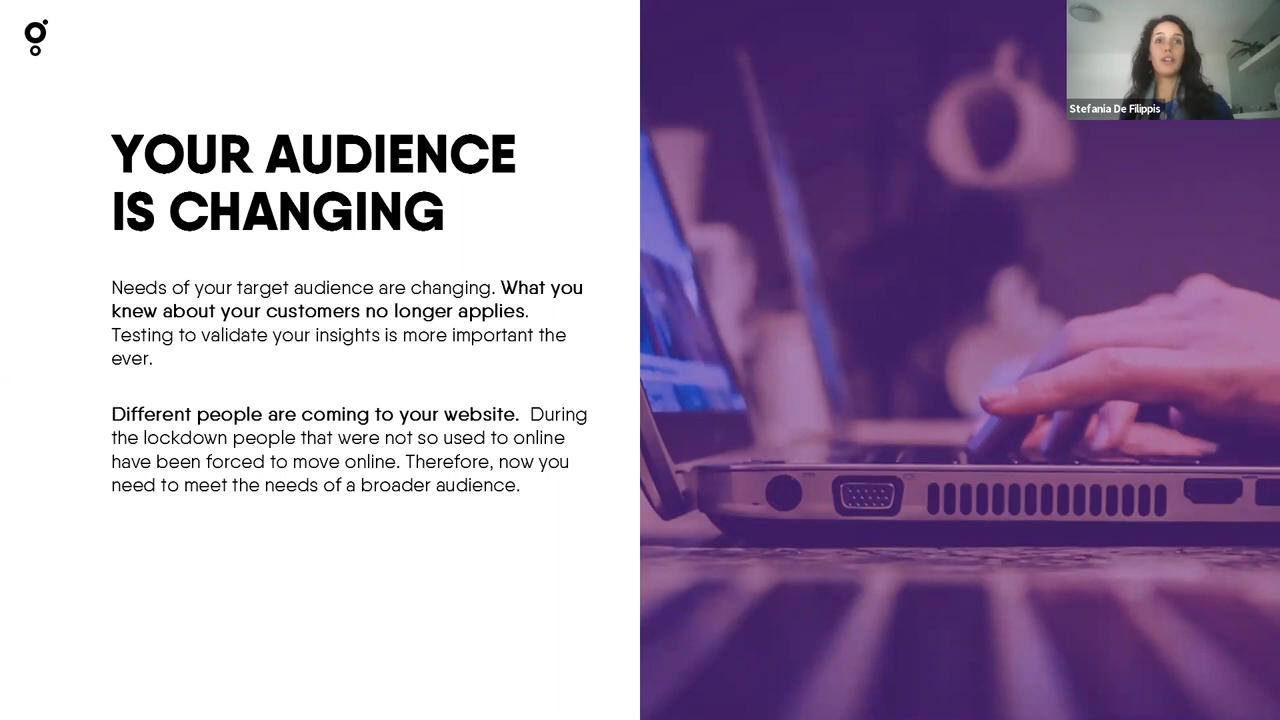 YOUR AUDIENCE
IS CHANGING
Needs of your target audience are changing. What you
knew about your customers no longer applies.
Testing to validate your insights is more important the
ever.
Different people are coming to your website. During
the lockdown people that were not so used to online
have been forced to move online. Therefore, now you
need to meet the needs of a broader audience.
Stefania De Filippis